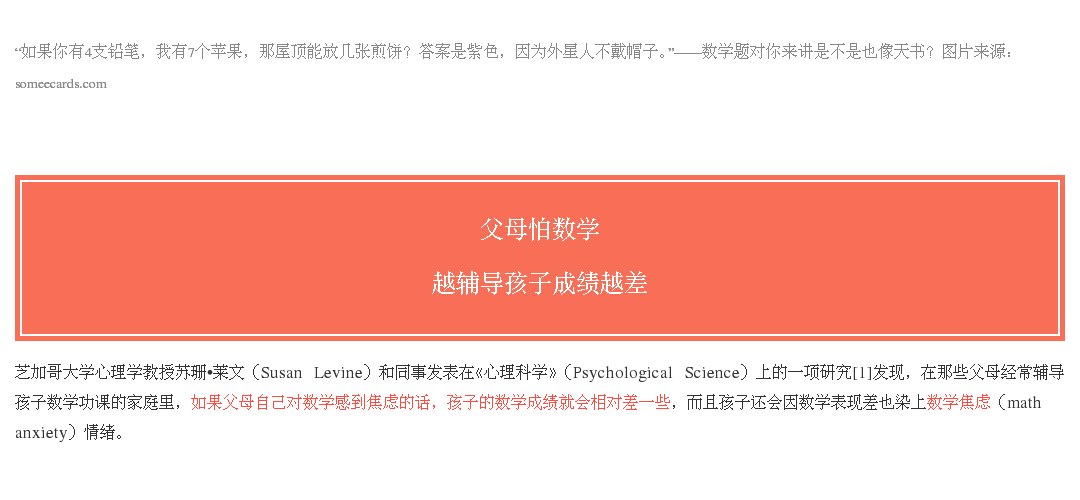 “如果你有4支铅笔，我有7个苹果，那屋顶能放几张煎饼？答案是紫色，因为外星人不戴帽子。”——数学题对你来讲是不是也像天书？图片来源：
someecards.com
父母怕数学
越辅导孩子成绩越差
芝加哥大学心理学教授苏珊•莱文（Susan Levine）和同事发表在《心理科学》（Psychological Science）上的一项研究[1]发现，在那些父母经常辅导
孩子数学功课的家庭里，如果父母自己对数学感到焦虑的话，孩子的数学成绩就会相对差一些，而且孩子还会因数学表现差也染上数学焦虑（math
anxiety）情绪。